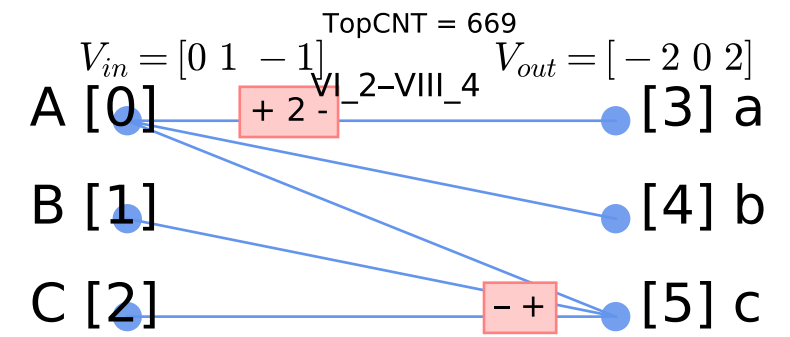 TopCNT = 669
V_in = [0 1 − 1] V_out = [ − 2 0 2]
VI_2–VIII_4
A [0] + 2 - [3] a
B [1] [4] b
C [2] – + [5] c